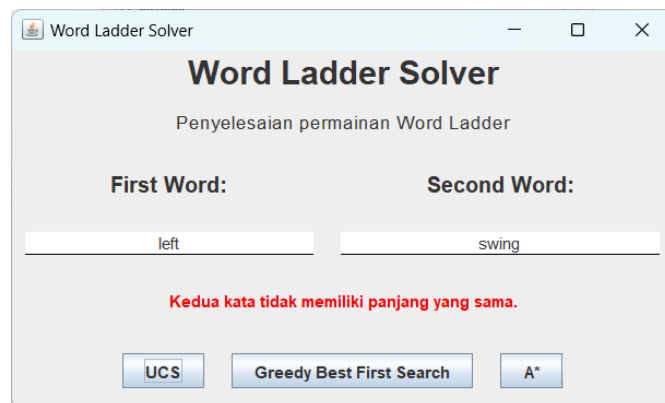 Word Ladder Solver
Word Ladder Solver
Penyelesaian permainan Word Ladder
First Word: Second Word:
left swing
Kedua kata tidak memiliki panjang yang sama.
UCS Greedy Best First Search A*